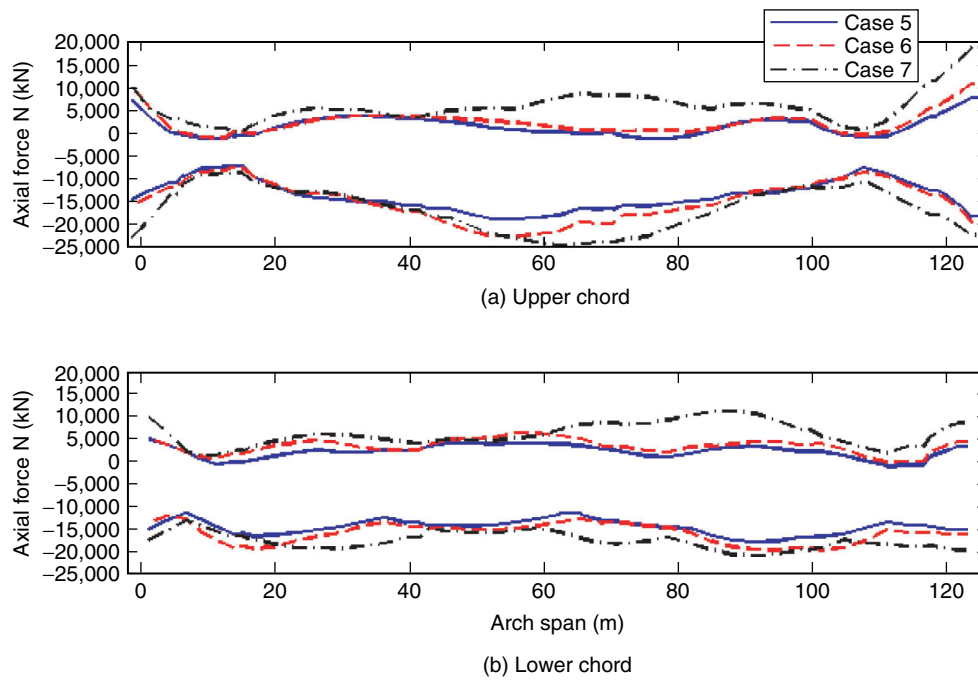 Case 5
Case 6
Case 7
20,000
15,000
10,000
5,000
0
−5,000
−10,000
−15,000
−20,000
−25,000
Axial force N (kN)
0 20 40 60 80 100 120
(a) Upper chord
20,000
15,000
10,000
5,000
0
−5,000
−10,000
−15,000
−20,000
−25,000
Axial force N (kN)
0 20 40 60 80 100 120
Arch span (m)
(b) Lower chord